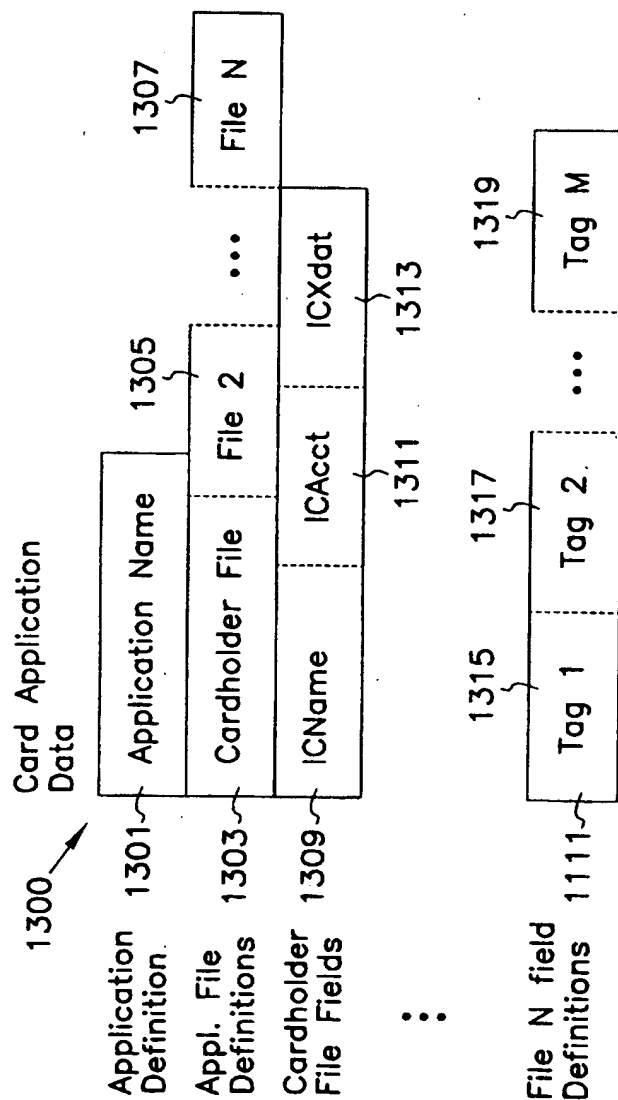 Card Application
Data
1300
Application
Definition.
1301
Application Name
Appl. File
Definitions
1303
Cardholder File
1305
File 2
•••
1307
File N
Cardholder
File Fields
1309
ICName
ICAcct
1311
ICXdat
1313
•••
File N field
Definitions
1111
1315
Tag 1
1317
Tag 2.
•••
1319
Tag M